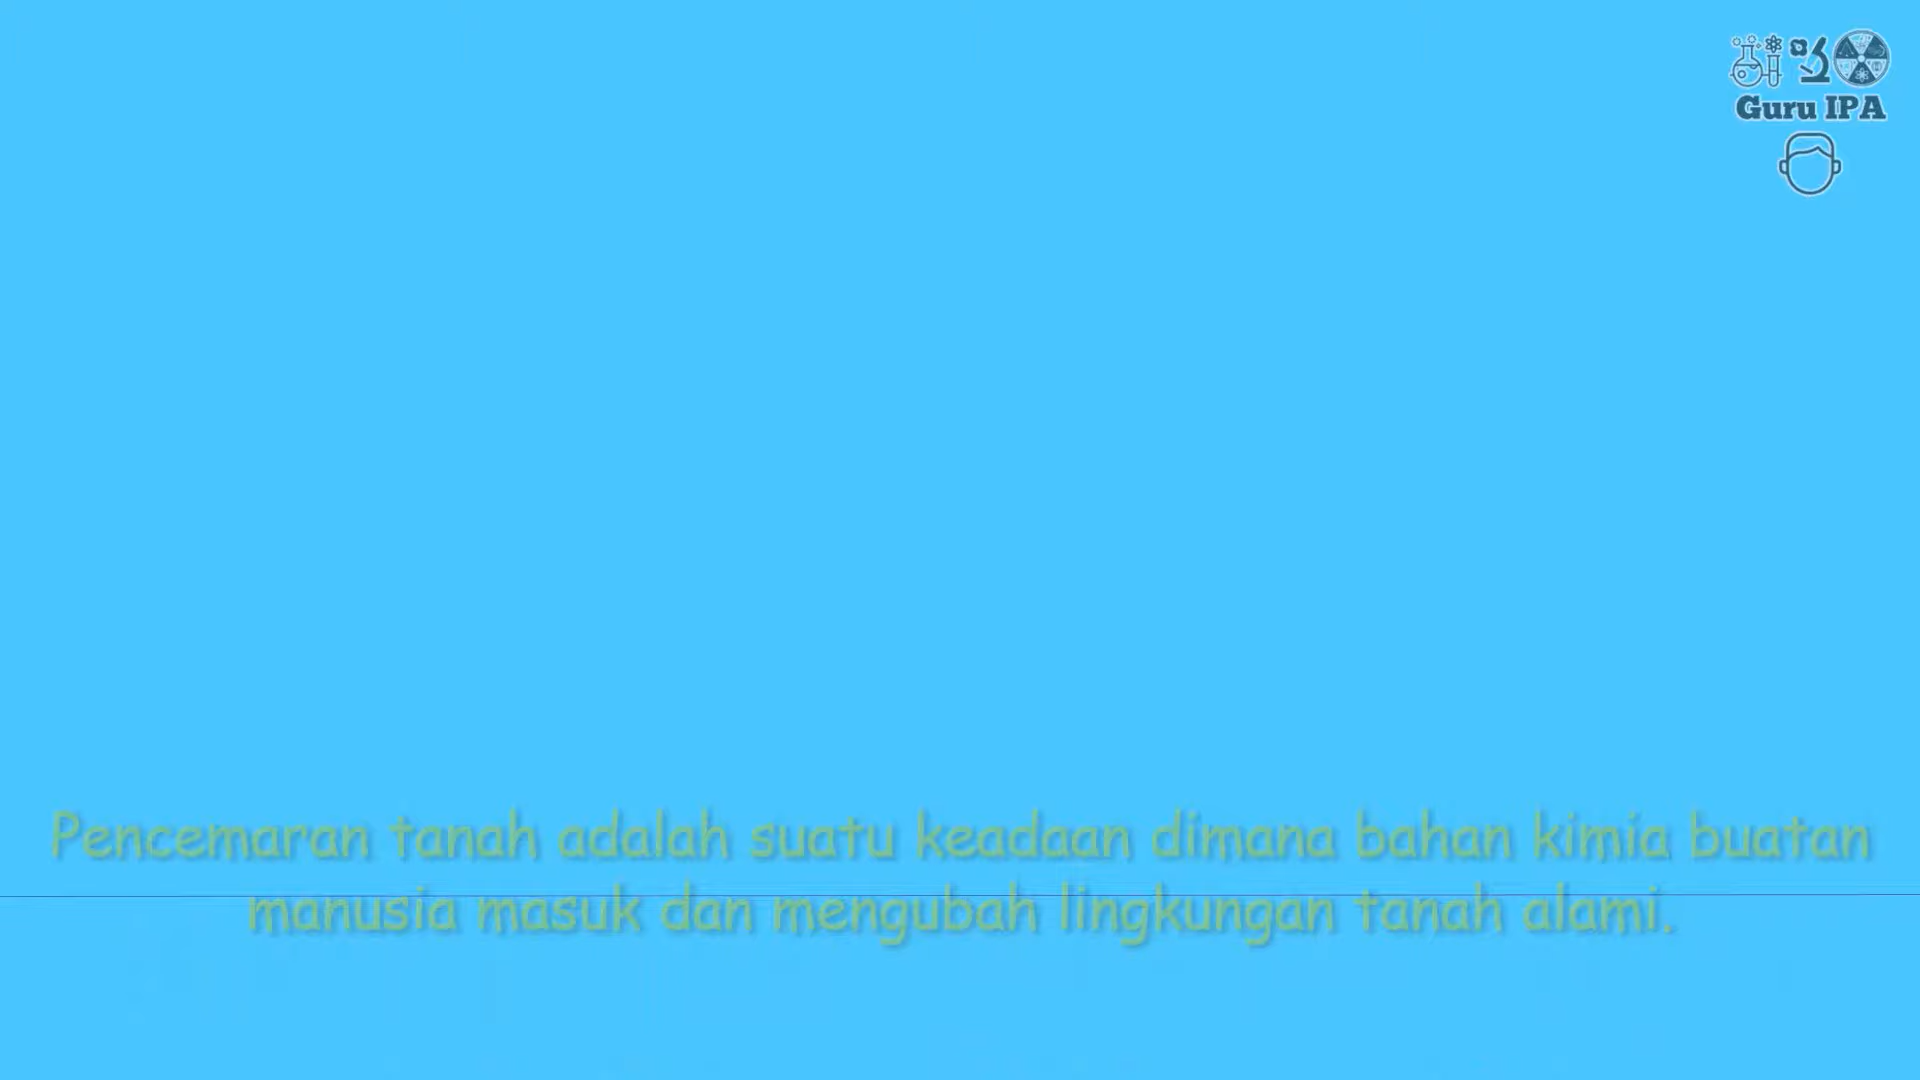 Guru IPA
Pencemaran tanah adalah suatu keadaan dimana bahan kimia buatan
manusia masuk dan mengubah lingkungan tanah alami.